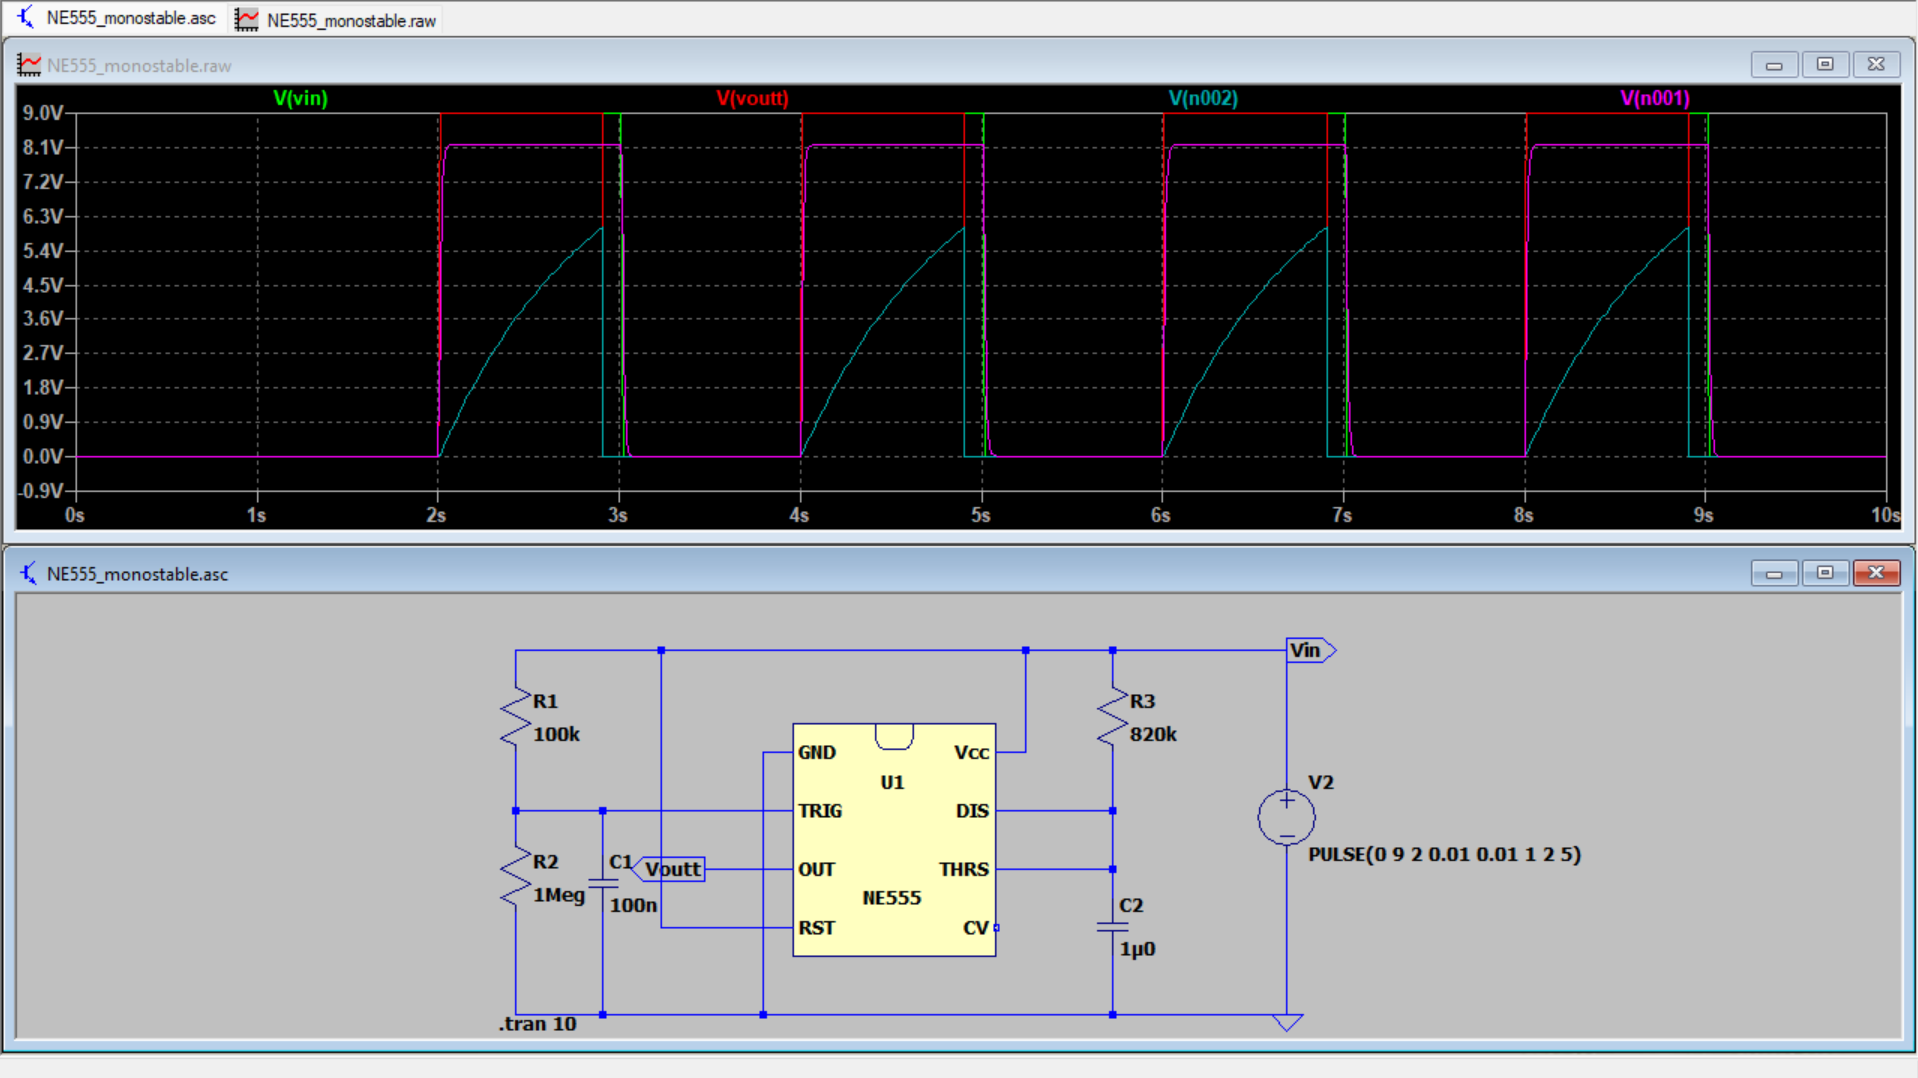 NE555_monostable.asc NE555_monostable.raw
NE555_monostable.raw
V(vin) V(voutt) V(n002) V(n001)
9.0V
8.1V
7.2V
6.3V
5.4V
4.5V
3.6V
2.7V
1.8V
0.9V
0.0V
-0.9V
0s 1s 2s 3s 4s 5s 6s 7s 8s 9s 10s
NE555_monostable.asc
Vin
R1
100k
R3
820k
GND Vcc
U1
V2
TRIG DIS
PULSE(0 9 2 0.01 0.01 1 2 5)
R2
1Meg
C1
100n
Voutt
OUT THRS
NE555
RST CV
C2
1µ0
.tran 10